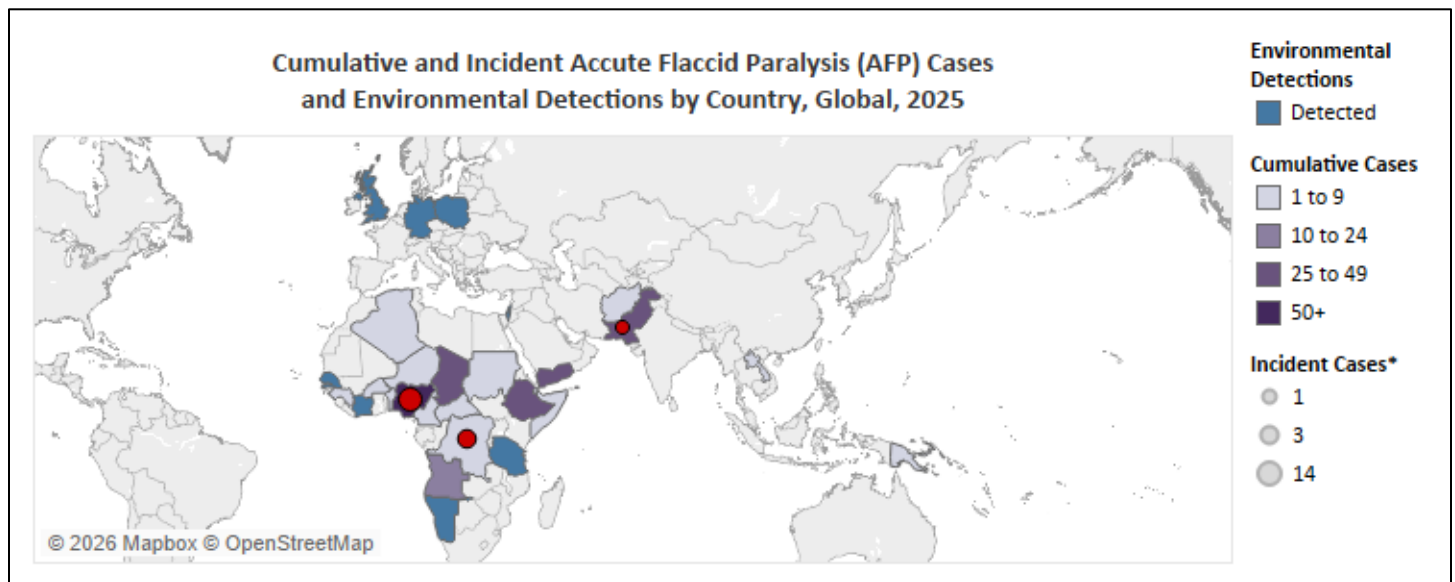 Cumulative and Incident Accute Flaccid Paralysis (AFP) Cases
and Environmental Detections by Country, Global, 2025
Environmental
Detections
Detected
Cumulative Cases
1 to 9
10 to 24
25 to 49
50+
Incident Cases*
1
3
14
© 2026 Mapbox © OpenStreetMap